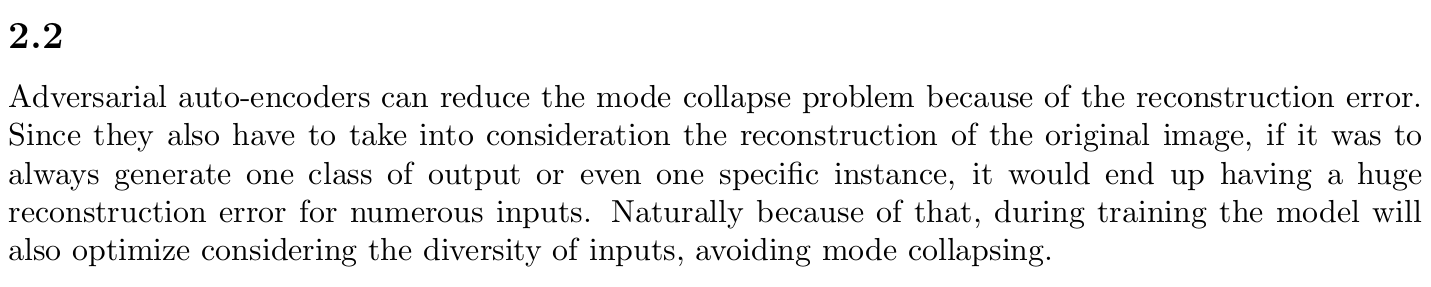 2.2
Adversarial auto-encoders can reduce the mode collapse problem because of the reconstruction error.
Since they also have to take into consideration the reconstruction of the original image, if it was to
always generate one class of output or even one specific instance, it would end up having a huge
reconstruction error for numerous inputs. Naturally because of that, during training the model will
also optimize considering the diversity of inputs, avoiding mode collapsing.